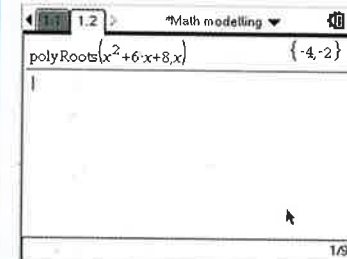 1.1 1.2 *Math modelling
polyRoots(x²+6·x+8,x) {-4,-2}
1/9